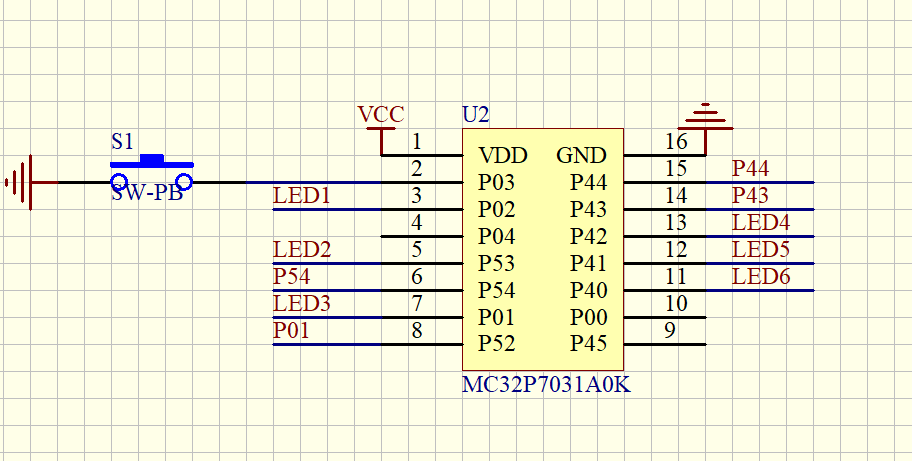 VCC
U2
S1
1
16
VDD
GND
2
15
P44
SW-PB
P03
P44
LED1
3
14
P43
P02
P43
4
13
LED4
P04
P42
LED2
5
12
LED5
P53
P41
P54
6
11
LED6
P54
P40
LED3
7
10
P01
P00
P01
8
9
P52
P45
MC32P7031A0K